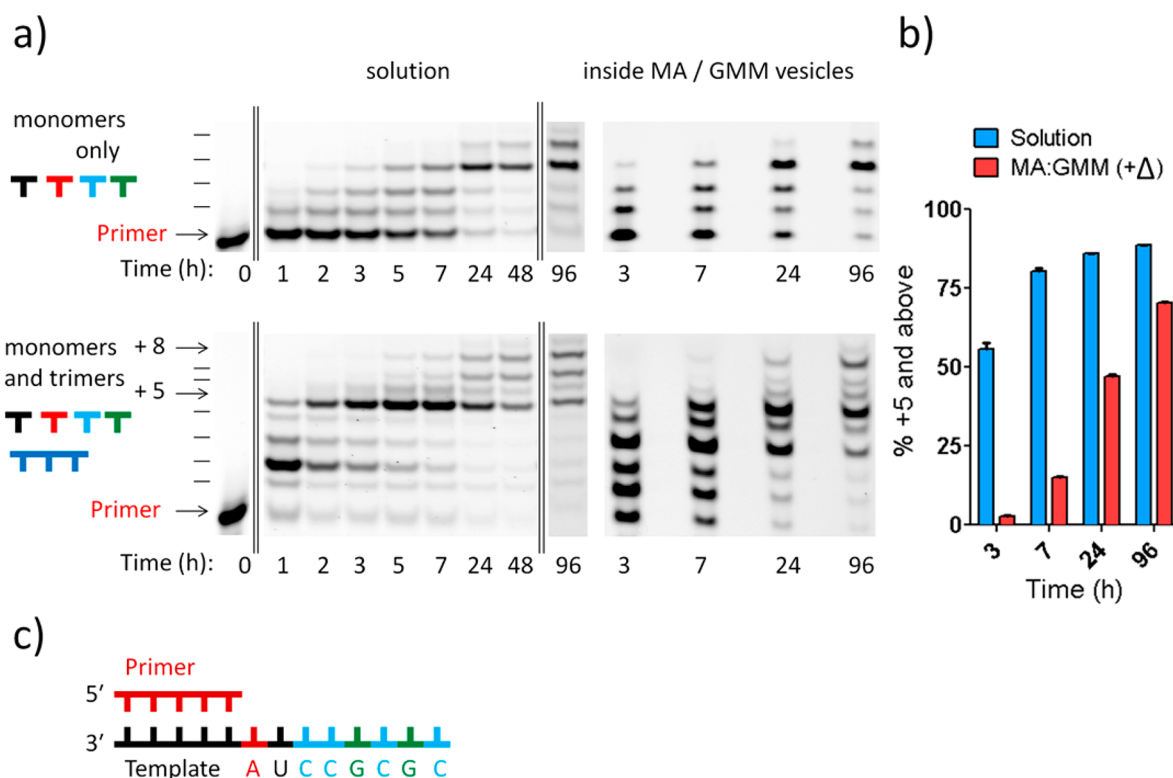 a)
solution
inside MA / GMM vesicles
monomers
only
Primer
Time (h): 0 1 2 3 5 7 24 48 96 3 7 24 96
monomers
and trimers
+ 8
+ 5
Primer
Time (h): 0 1 2 3 5 7 24 48 96 3 7 24 96
b)
Solution
MA:GMM (+Δ)
% +5 and above
100
75
50
25
0
3 7 24 96
Time (h)
c)
Primer
5′
3′
Template A U C C G C G C